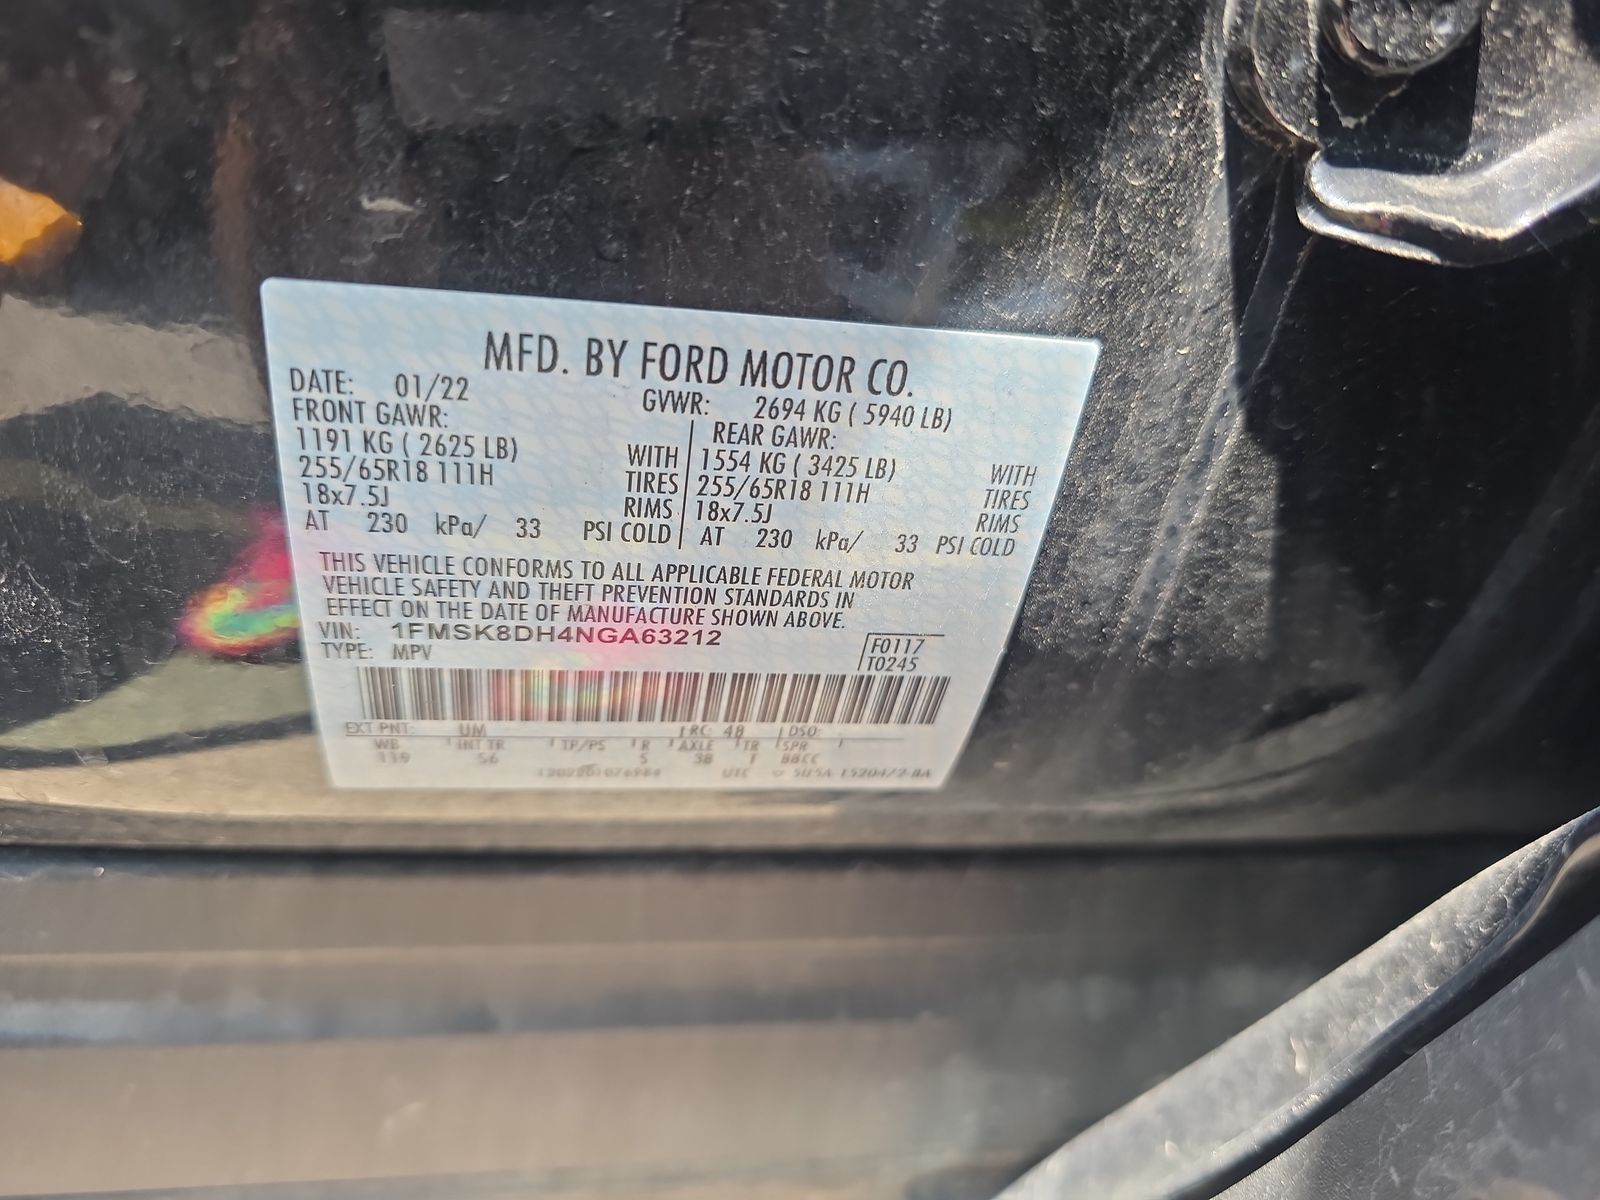 MFD. BY FORD MOTOR CO.
DATE: 01/22 GVWR: 2694 KG ( 5940 LB)
FRONT GAWR: REAR GAWR:
1191 KG ( 2625 LB) WITH 1554 KG ( 3425 LB) WITH
255/65R18 111H TIRES 255/65R18 111H TIRES
18x7.5J RIMS 18x7.5J RIMS
AT 230 kPa/ 33 PSI COLD AT 230 kPa/ 33 PSI COLD
THIS VEHICLE CONFORMS TO ALL APPLICABLE FEDERAL MOTOR
VEHICLE SAFETY AND THEFT PREVENTION STANDARDS IN
EFFECT ON THE DATE OF MANUFACTURE SHOWN ABOVE.
VIN: 1FMSK8DH4NGA63212 F0117
TYPE: MPV T0245
EXT PNT: UM RC: 48 DSO:
WB INT TR TP/PS R AXLE TR SPR
119 S6 5 38 T BBCC
UTC